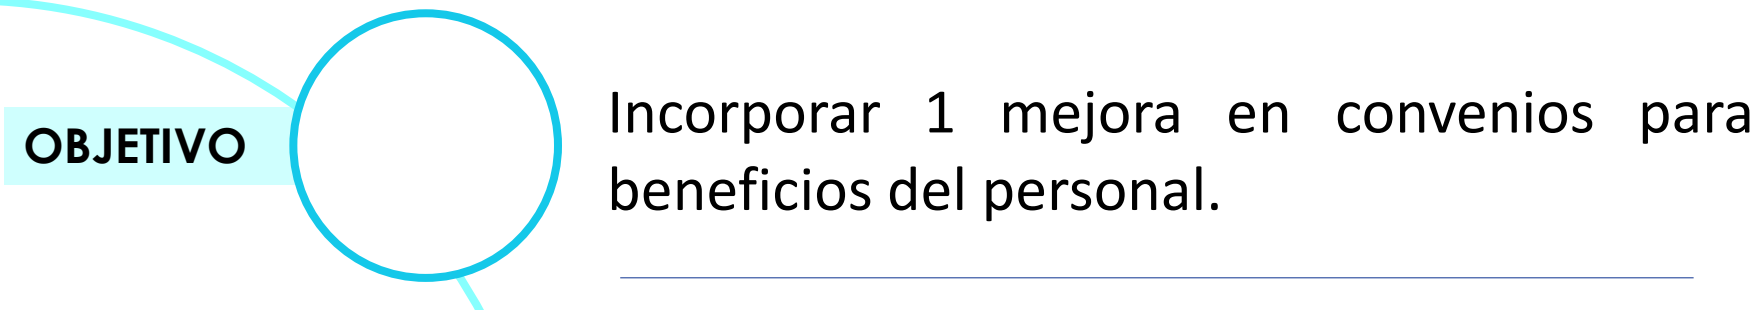 OBJETIVO
Incorporar 1 mejora en convenios para
beneficios del personal.